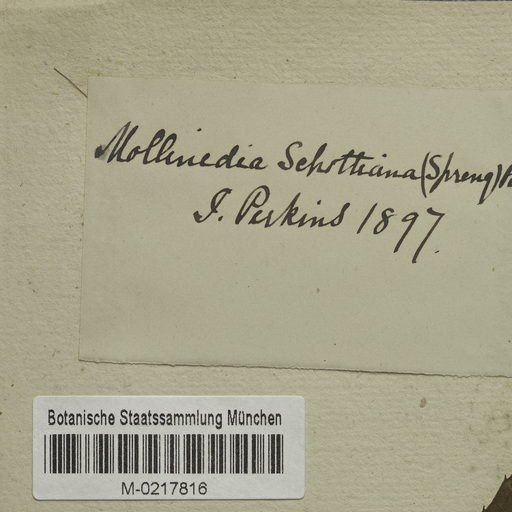 Mollinedia Schottiana (Spreng)
J. Perkins 1897.
Botanische Staatssammlung München
M-0217816